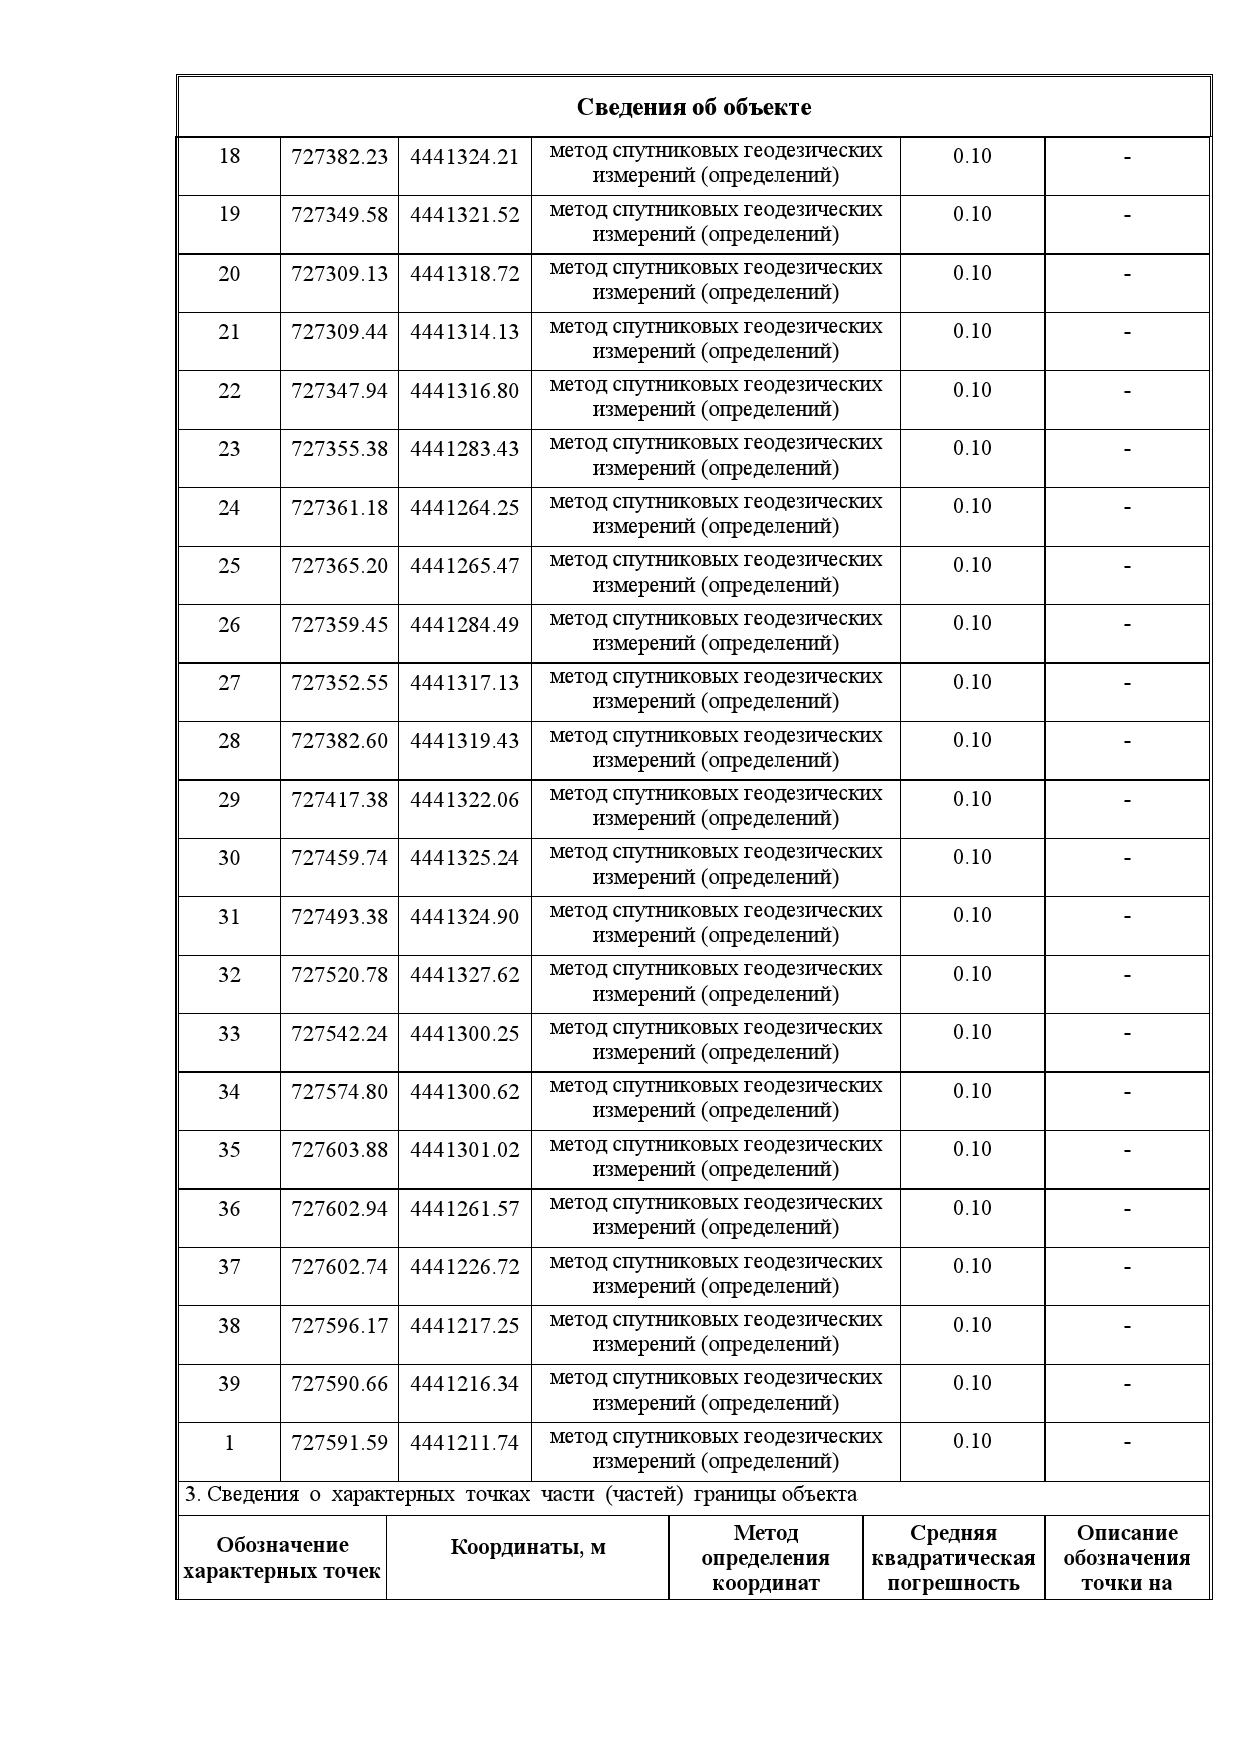 Сведения об объекте
18 727382.23 4441324.21 метод спутниковых геодезических измерений (определений) 0.10 -
19 727349.58 4441321.52 метод спутниковых геодезических измерений (определений) 0.10 -
20 727309.13 4441318.72 метод спутниковых геодезических измерений (определений) 0.10 -
21 727309.44 4441314.13 метод спутниковых геодезических измерений (определений) 0.10 -
22 727347.94 4441316.80 метод спутниковых геодезических измерений (определений) 0.10 -
23 727355.38 4441283.43 метод спутниковых геодезических измерений (определений) 0.10 -
24 727361.18 4441264.25 метод спутниковых геодезических измерений (определений) 0.10 -
25 727365.20 4441265.47 метод спутниковых геодезических измерений (определений) 0.10 -
26 727359.45 4441284.49 метод спутниковых геодезических измерений (определений) 0.10 -
27 727352.55 4441317.13 метод спутниковых геодезических измерений (определений) 0.10 -
28 727382.60 4441319.43 метод спутниковых геодезических измерений (определений) 0.10 -
29 727417.38 4441322.06 метод спутниковых геодезических измерений (определений) 0.10 -
30 727459.74 4441325.24 метод спутниковых геодезических измерений (определений) 0.10 -
31 727493.38 4441324.90 метод спутниковых геодезических измерений (определений) 0.10 -
32 727520.78 4441327.62 метод спутниковых геодезических измерений (определений) 0.10 -
33 727542.24 4441300.25 метод спутниковых геодезических измерений (определений) 0.10 -
34 727574.80 4441300.62 метод спутниковых геодезических измерений (определений) 0.10 -
35 727603.88 4441301.02 метод спутниковых геодезических измерений (определений) 0.10 -
36 727602.94 4441261.57 метод спутниковых геодезических измерений (определений) 0.10 -
37 727602.74 4441226.72 метод спутниковых геодезических измерений (определений) 0.10 -
38 727596.17 4441217.25 метод спутниковых геодезических измерений (определений) 0.10 -
39 727590.66 4441216.34 метод спутниковых геодезических измерений (определений) 0.10 -
1 727591.59 4441211.74 метод спутниковых геодезических измерений (определений) 0.10 -
3. Сведения о характерных точках части (частей) границы объекта
Обозначение
характерных точек
Координаты, м
Метод
определения
координат
Средняя
квадратическая
погрешность
Описание
обозначения
точки на